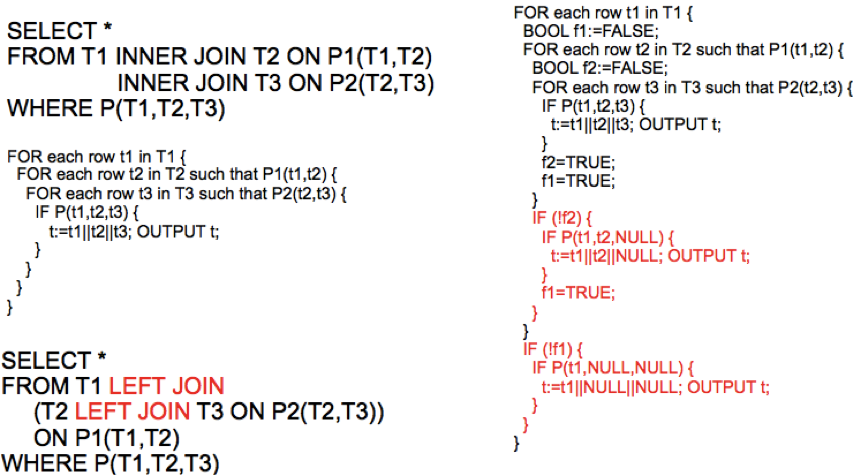 SELECT *
FROM T1 INNER JOIN T2 ON P1(T1,T2)
INNER JOIN T3 ON P2(T2,T3)
WHERE P(T1,T2,T3)
FOR each row t1 in T1 {
FOR each row t2 in T2 such that P1(t1,t2) {
FOR each row t3 in T3 such that P2(t2,t3) {
IF P(t1,t2,t3) {
t:=t1||t2||t3; OUTPUT t;
}
}
}
}
SELECT *
FROM T1 LEFT JOIN
(T2 LEFT JOIN T3 ON P2(T2,T3))
ON P1(T1,T2)
WHERE P(T1,T2,T3)
FOR each row t1 in T1 {
BOOL f1:=FALSE;
FOR each row t2 in T2 such that P1(t1,t2) {
BOOL f2:=FALSE;
FOR each row t3 in T3 such that P2(t2,t3) {
IF P(t1,t2,t3) {
t:=t1||t2||t3; OUTPUT t;
}
f2=TRUE;
f1=TRUE;
}
IF (!f2) {
IF P(t1,t2,NULL) {
t:=t1||t2||NULL; OUTPUT t;
}
f1=TRUE;
}
}
IF (!f1) {
IF P(t1,NULL,NULL) {
t:=t1||NULL||NULL; OUTPUT t;
}
}
}